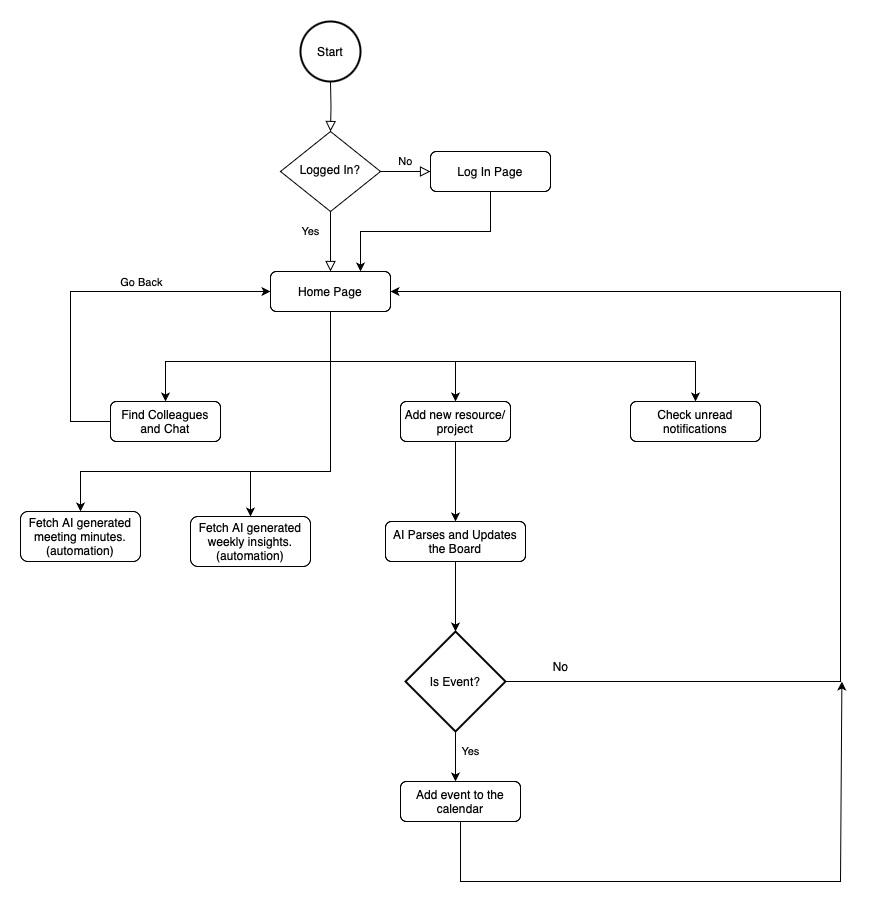 Start
Logged In?
No
Log In Page
Yes
Go Back
Home Page
Find Colleagues
and Chat
Add new resource/
project
Check unread
notifications
Fetch AI generated
meeting minutes.
(automation)
Fetch AI generated
weekly insights.
(automation)
AI Parses and Updates
the Board
Is Event?
No
Yes
Add event to the
calendar